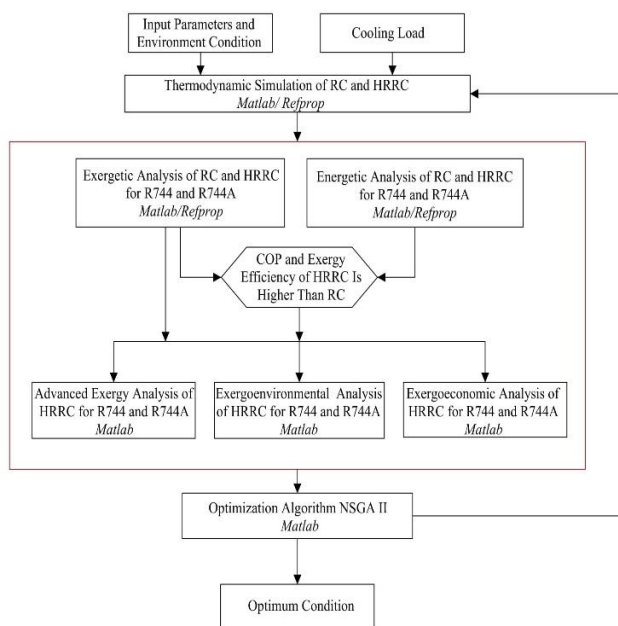 Input Parameters and
Environment Condition
Cooling Load
Thermodynamic Simulation of RC and HRRC
Matlab/ Refprop
Exergetic Analysis of RC and HRRC
for R744 and R744A
Matlab/Refprop
Energetic Analysis of RC and HRRC
for R744 and R744A
Matlab/Refprop
COP and Exergy
Efficiency of HRRC Is
Higher Than RC
Advanced Exergy Analysis of
HRRC for R744 and R744A
Matlab
Exergoenvironmental Analysis
of HRRC for R744 and R744A
Matlab
Exergoeconomic Analysis of
HRRC for R744 and R744A
Matlab
Optimization Algorithm NSGA II
Matlab
Optimum Condition